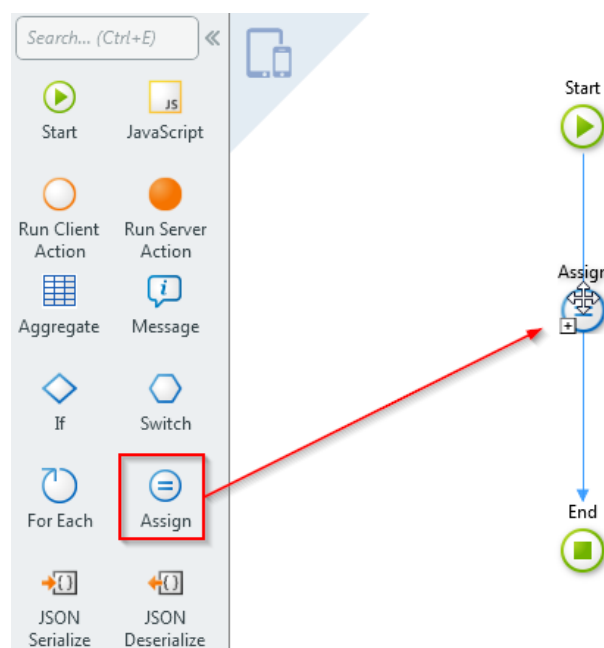 Search... (Ctrl+E)
Start
JS
JavaScript
Run Client
Action
Run Server
Action
Aggregate
i
Message
If
Switch
For Each
Assign
{}
JSON
Serialize
{}
JSON
Deserialize
Start
Assign
End